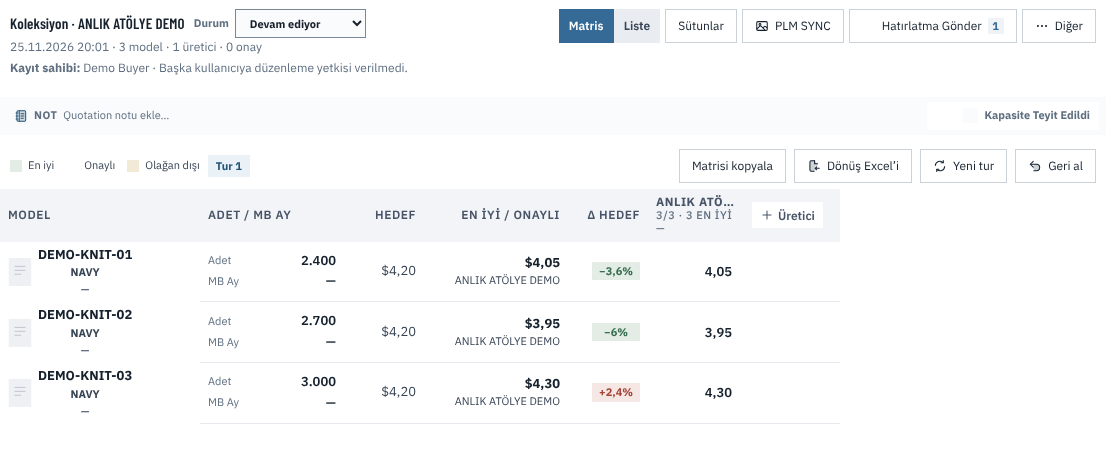 Koleksiyon · ANLIK ATÖLYE DEMO Durum Devam ediyor
Matris Liste Sütunlar PLM SYNC Hatırlatma Gönder 1 ··· Diğer
25.11.2026 20:01 · 3 model · 1 üretici · 0 onay
Kayıt sahibi: Demo Buyer · Başka kullanıcıya düzenleme yetkisi verilmedi.
NOT Quotation notu ekle... Kapasite Teyit Edildi
En iyi Onaylı Olağan dışı Tur 1 Matrisi kopyala Dönüş Excel'i Yeni tur Geri al
MODEL ADET / MB AY HEDEF EN İYİ / ONAYLI Δ HEDEF ANLIK ATÖ... + Üretici
3/3 · 3 EN İYİ
—
DEMO-KNIT-01
NAVY
—
Adet 2.400
MB Ay —
$4,20
$4,05
ANLIK ATÖLYE DEMO
−3,6%
4,05
DEMO-KNIT-02
NAVY
—
Adet 2.700
MB Ay —
$4,20
$3,95
ANLIK ATÖLYE DEMO
−6%
3,95
DEMO-KNIT-03
NAVY
—
Adet 3.000
MB Ay —
$4,20
$4,30
ANLIK ATÖLYE DEMO
+2,4%
4,30